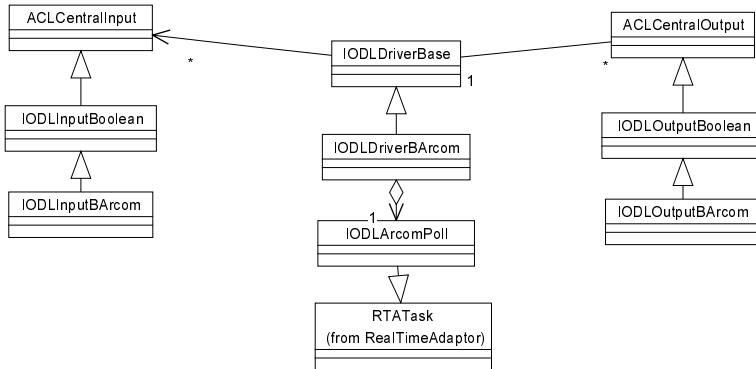 ACLCentralInput
IODLDriverBase
ACLCentralOutput
*
1
*
IODLInputBoolean
IODLDriverBArcom
IODLOutputBoolean
IODLInputBArcom
1
IODLArcomPoll
IODLOutputBArcom
RTATask
(from RealTimeAdaptor)